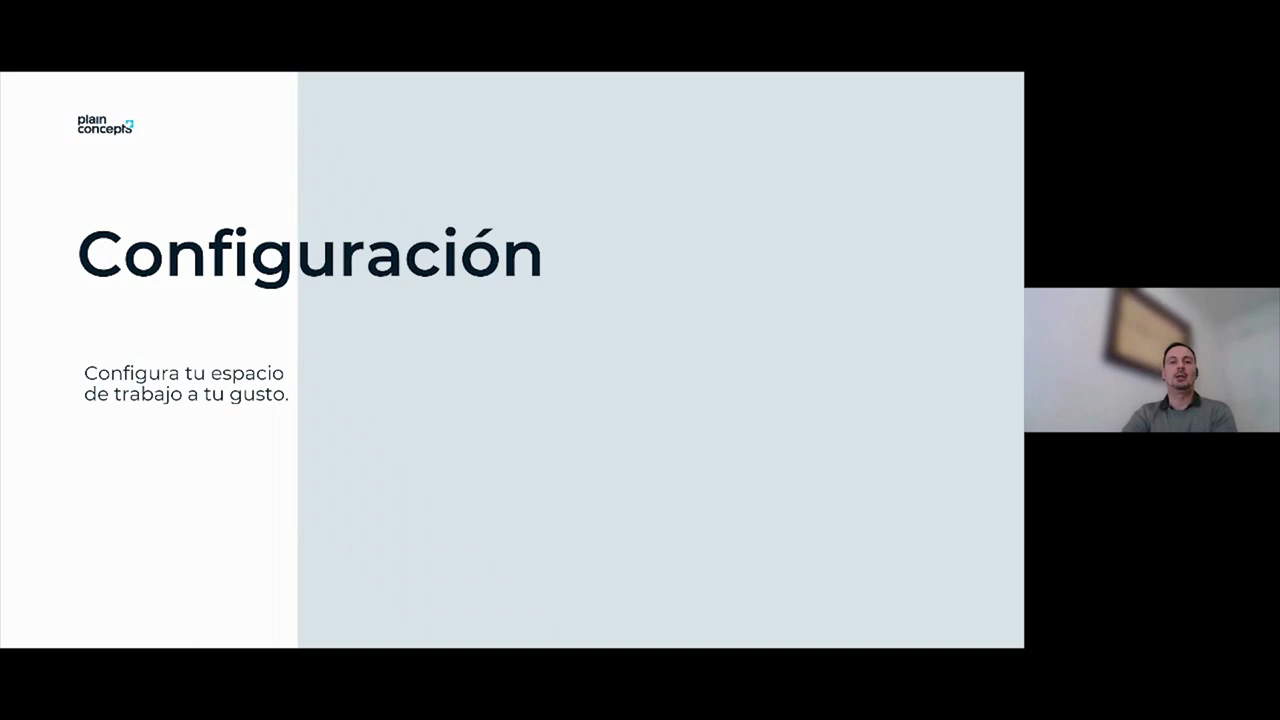 plain
concepts
Configuración
Configura tu espacio
de trabajo a tu gusto.